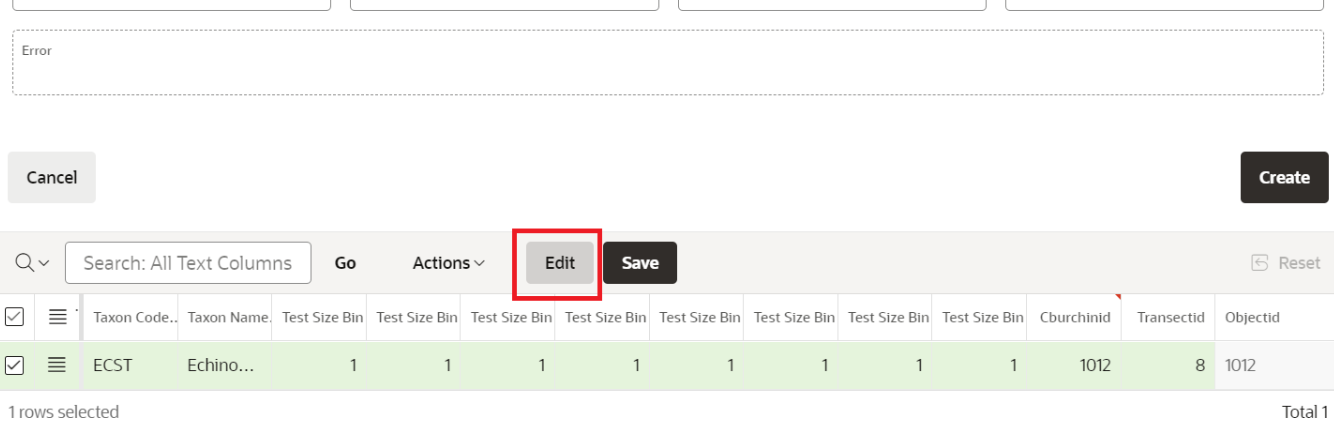 Error
Cancel
Create
Search: All Text Columns Go Actions Edit Save Reset
Taxon Code.. Taxon Name. Test Size Bin Test Size Bin Test Size Bin Test Size Bin Test Size Bin Test Size Bin Test Size Bin Test Size Bin Cburchinid Transectid Objectid
ECST Echino... 1 1 1 1 1 1 1 1 1012 8 1012
1 rows selected Total 1